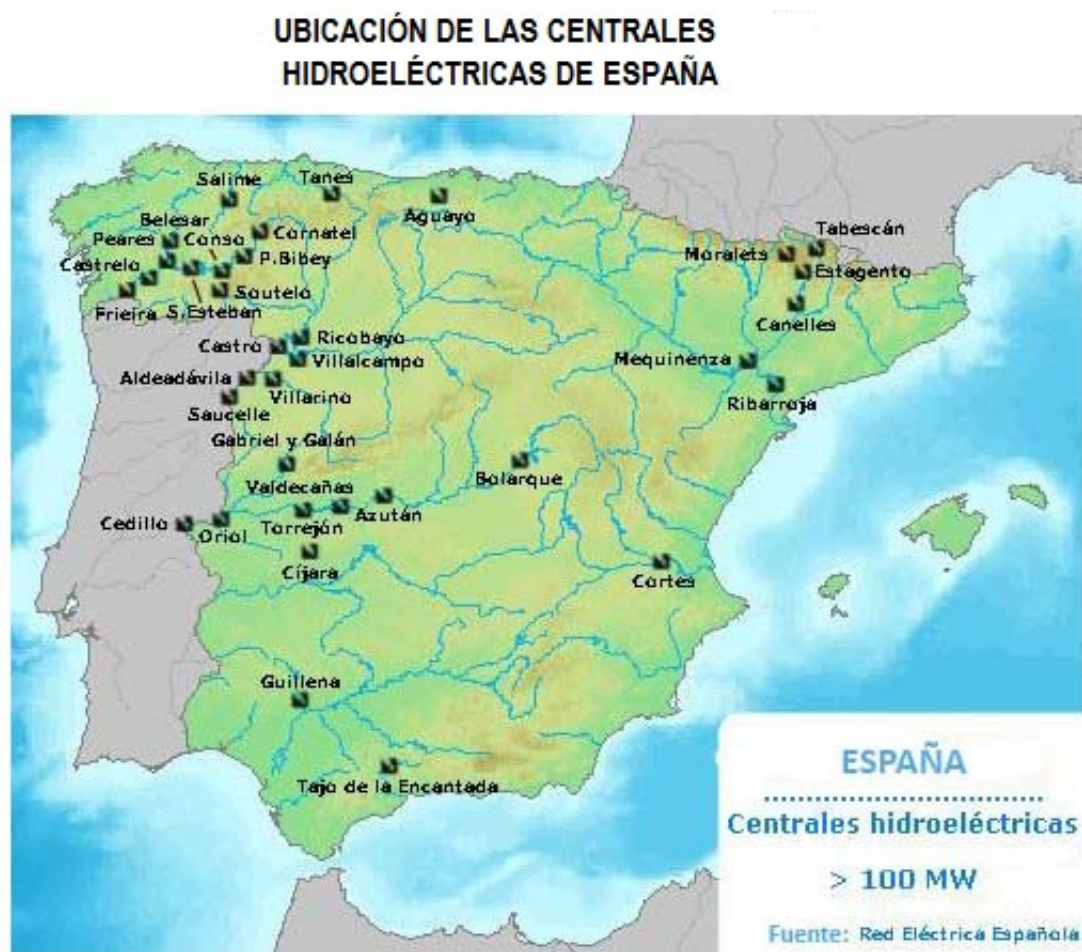 UBICACIÓN DE LAS CENTRALES
HIDROELÉCTRICAS DE ESPAÑA
Salime
Tanes
Aguayo
Belesar
Peares
Conso
Cornatel
Castrelo
P.Bibey
Frieira
S.Esteban
Soutelo
Tabescán
Moralets
Estagento
Canelles
Castro
Ricobayo
Villalcampo
Mequinenza
Aldeadávila
Villarino
Ribarroja
Saucelle
Gabriel y Galán
Valdecañas
Bolarque
Cedillo
Oriol
Torrejón
Azután
Cíjara
Cortes
Guillena
Tajo de la Encantada
ESPAÑA
Centrales hidroeléctricas
> 100 MW
Fuente: Red Eléctrica Española